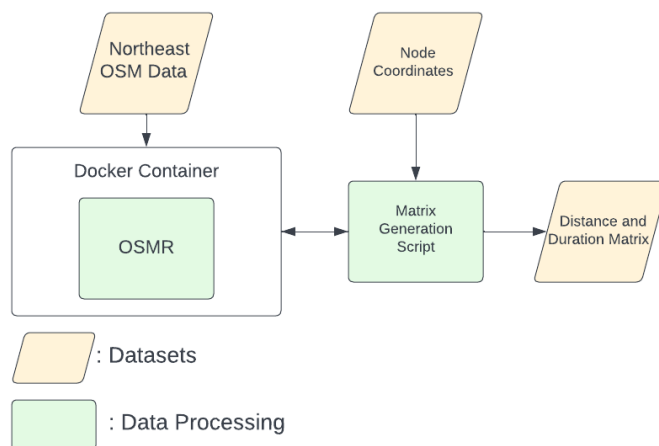 Northeast
OSM Data
Node
Coordinates
Docker Container
OSMR
Matrix
Generation
Script
Distance and
Duration Matrix
: Datasets
: Data Processing